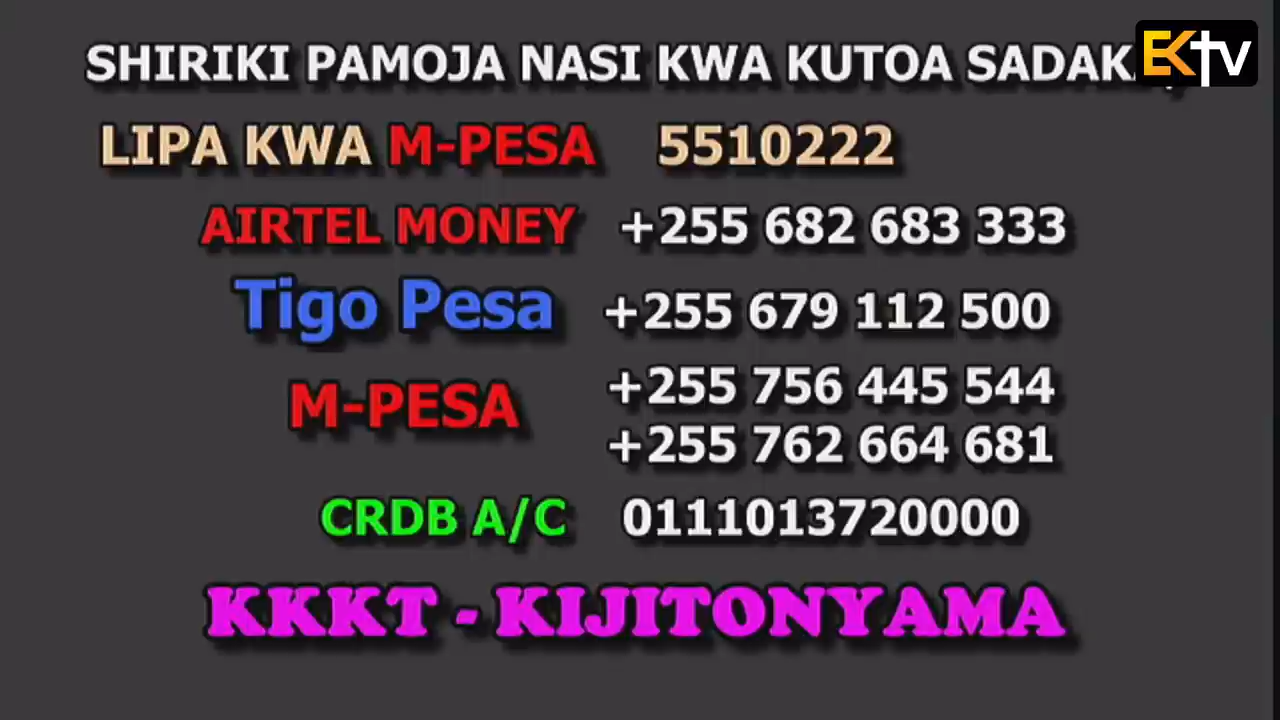 SHIRIKI PAMOJA NASI KWA KUTOA
EKtv
LIPA KWA M-PESA 5510222
AIRTEL MONEY +255 682 683 333
Tigo Pesa +255 679 112 500
M-PESA +255 756 445 544
+255 762 664 681
CRDB A/C 0111013720000
KKKT - KIJITONYAMA